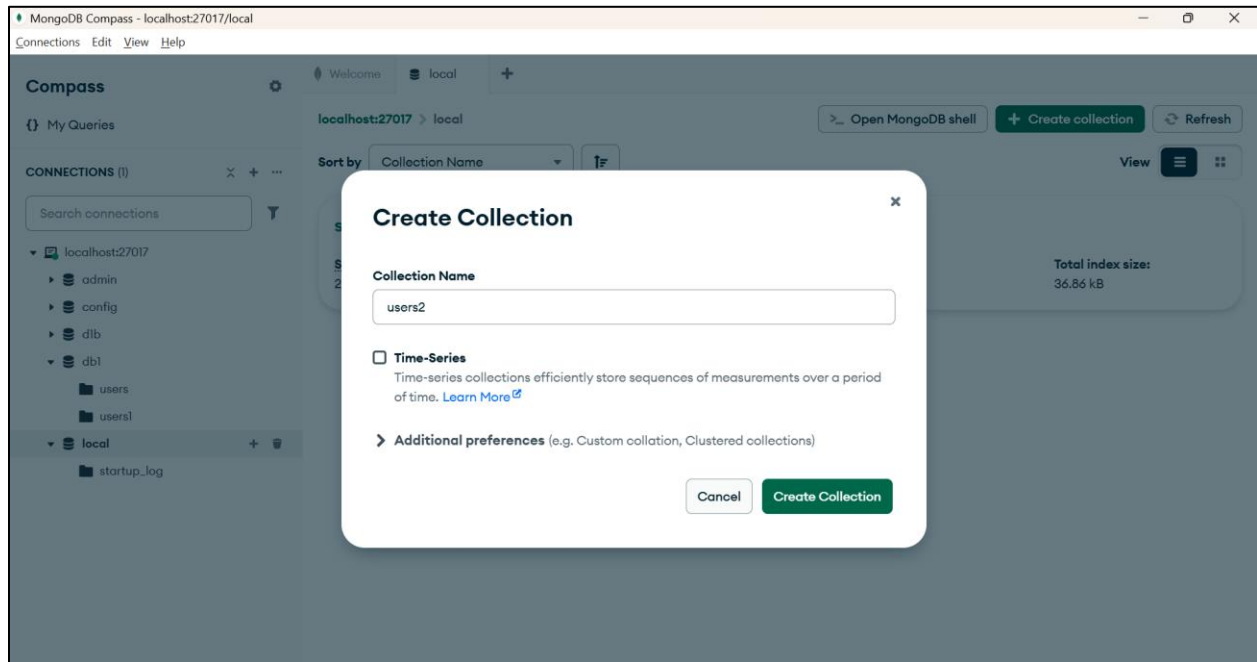 MongoDB Compass - localhost:27017/local
Connections Edit View Help
Compass
{} My Queries
CONNECTIONS (1)
Search connections
localhost:27017
admin
config
dlb
db1
users
users1
local
startup_log
Welcome
local
localhost:27017 > local
>_ Open MongoDB shell
+ Create collection
Refresh
Sort by Collection Name
View
Total index size:
36.86 kB
Create Collection
Collection Name
users2
Time-Series
Time-series collections efficiently store sequences of measurements over a period
of time. Learn More
Additional preferences (e.g. Custom collation, Clustered collections)
Cancel
Create Collection